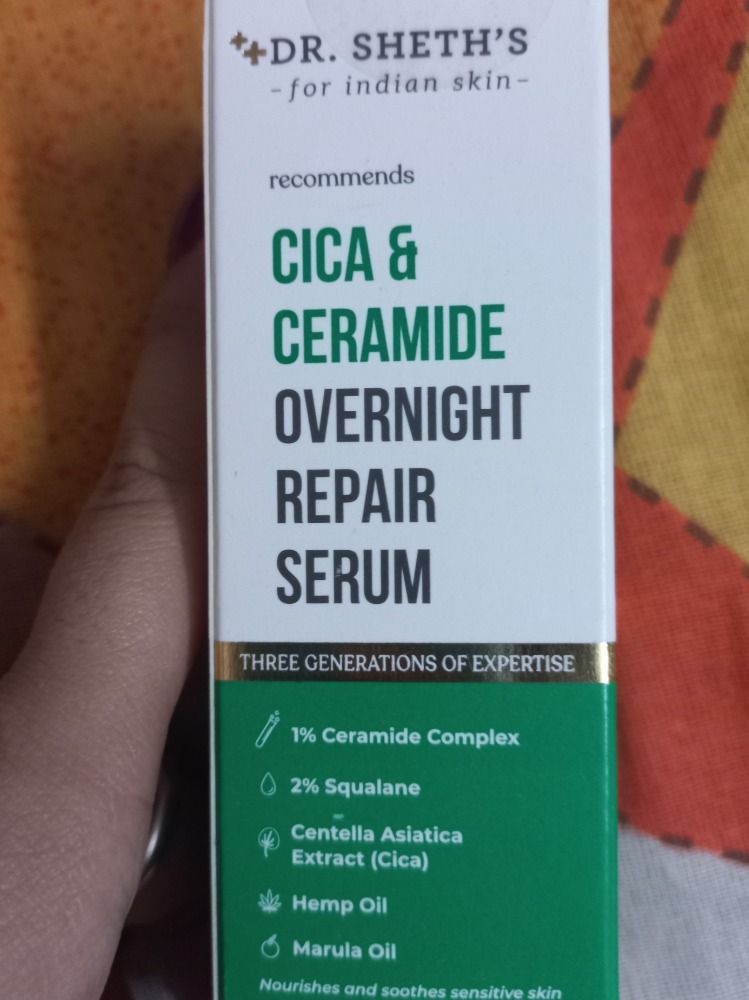 DR. SHETH'S
-for indian skin-
recommends
CICA &
CERAMIDE
OVERNIGHT
REPAIR
SERUM
THREE GENERATIONS OF EXPERTISE
1% Ceramide Complex
2% Squalane
Centella Asiatica
Extract (Cica)
Hemp Oil
Marula Oil
Nourishes and soothes sensitive skin